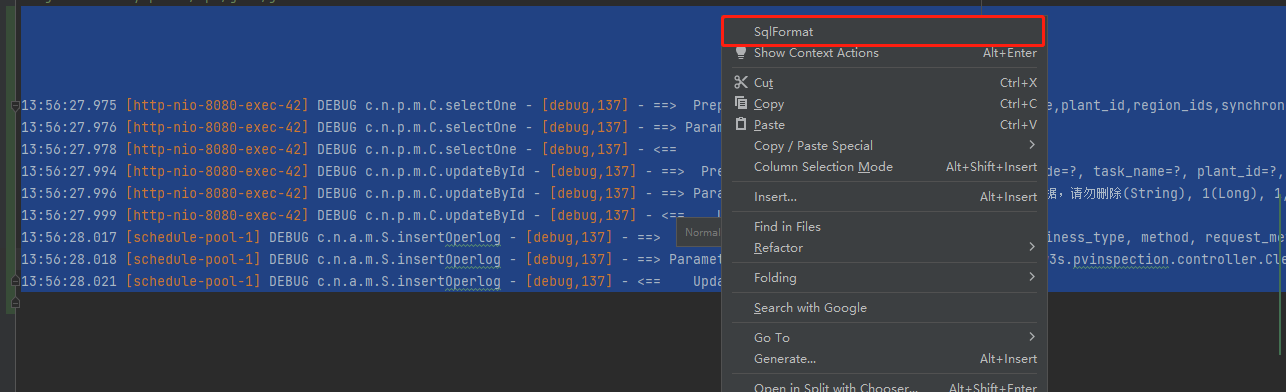 SqlFormat
Show Context Actions Alt+Enter
Cut Ctrl+X
13:56:27.975 [http-nio-8080-exec-42] DEBUG c.n.p.m.C.selectOne - [debug,137] - ==> Prep
Copy Ctrl+C
e,plant_id,region_ids,synchron
13:56:27.976 [http-nio-8080-exec-42] DEBUG c.n.p.m.C.selectOne - [debug,137] - ==> Param
Paste Ctrl+V
13:56:27.978 [http-nio-8080-exec-42] DEBUG c.n.p.m.C.selectOne - [debug,137] - <==
Copy / Paste Special
13:56:27.994 [http-nio-8080-exec-42] DEBUG c.n.p.m.C.updateById - [debug,137] - ==> Pre
Column Selection Mode Alt+Shift+Insert
de=?, task_name=?, plant_id=?,
13:56:27.996 [http-nio-8080-exec-42] DEBUG c.n.p.m.C.updateById - [debug,137] - ==> Para
Insert... Alt+Insert
据，请勿删除(String), 1(Long), 1,
13:56:27.999 [http-nio-8080-exec-42] DEBUG c.n.p.m.C.updateById - [debug,137] - <==
Find in Files
13:56:28.017 [schedule-pool-1] DEBUG c.n.a.m.S.insertOperlog - [debug,137] - ==>
Normal
Refactor
iness_type, method, request_me
13:56:28.018 [schedule-pool-1] DEBUG c.n.a.m.S.insertOperlog - [debug,137] - ==> Paramet
v3s.pvinspection.controller.Cle
13:56:28.021 [schedule-pool-1] DEBUG c.n.a.m.S.insertOperlog - [debug,137] - <== Upda
Folding
Search with Google
Go To
Generate... Alt+Insert
Open in Split with Chooser... Alt+Shift+Enter